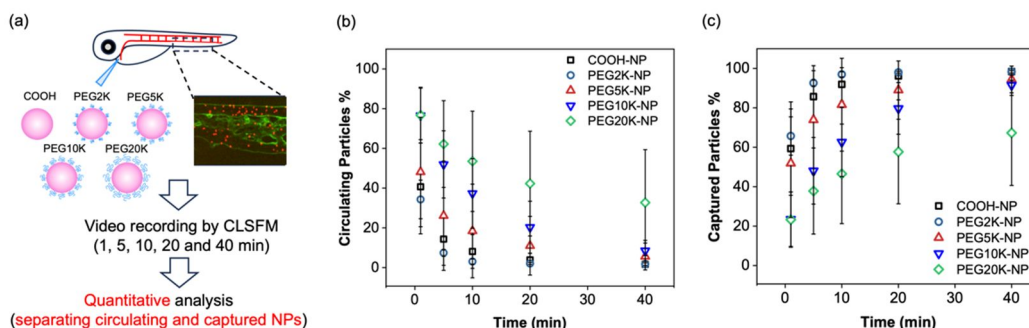 (a)
COOH
PEG2K
PEG5K
PEG10K
PEG20K
Video recording by CLSFM
(1, 5, 10, 20 and 40 min)
Quantitative analysis
(separating circulating and captured NPs)
(b)
Circulating Particles %
100
80
60
40
20
0
COOH-NP
PEG2K-NP
PEG5K-NP
PEG10K-NP
PEG20K-NP
0 10 20 30 40
Time (min)
(c)
Captured Particles %
100
80
60
40
20
0
COOH-NP
PEG2K-NP
PEG5K-NP
PEG10K-NP
PEG20K-NP
0 10 20 30 40
Time (min)